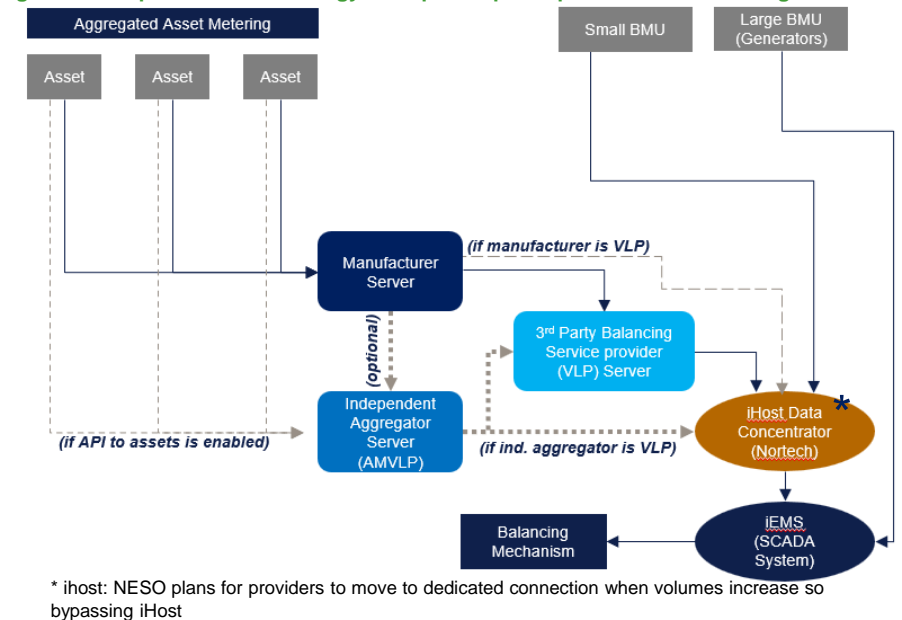 Aggregated Asset Metering
Small BMU
Large BMU
(Generators)
Asset
Asset
Asset
(if manufacturer is VLP)
Manufacturer
Server
(optional)
3rd Party Balancing
Service provider
(VLP) Server
Independent
Aggregator
Server
(AMVLP)
(if API to assets is enabled)
(if ind. aggregator is VLP)
*
iHost Data
Concentrator
(Nortech)
iEMS
(SCADA
System)
Balancing
Mechanism
* ihost: NESO plans for providers to move to dedicated connection when volumes increase so
bypassing iHost